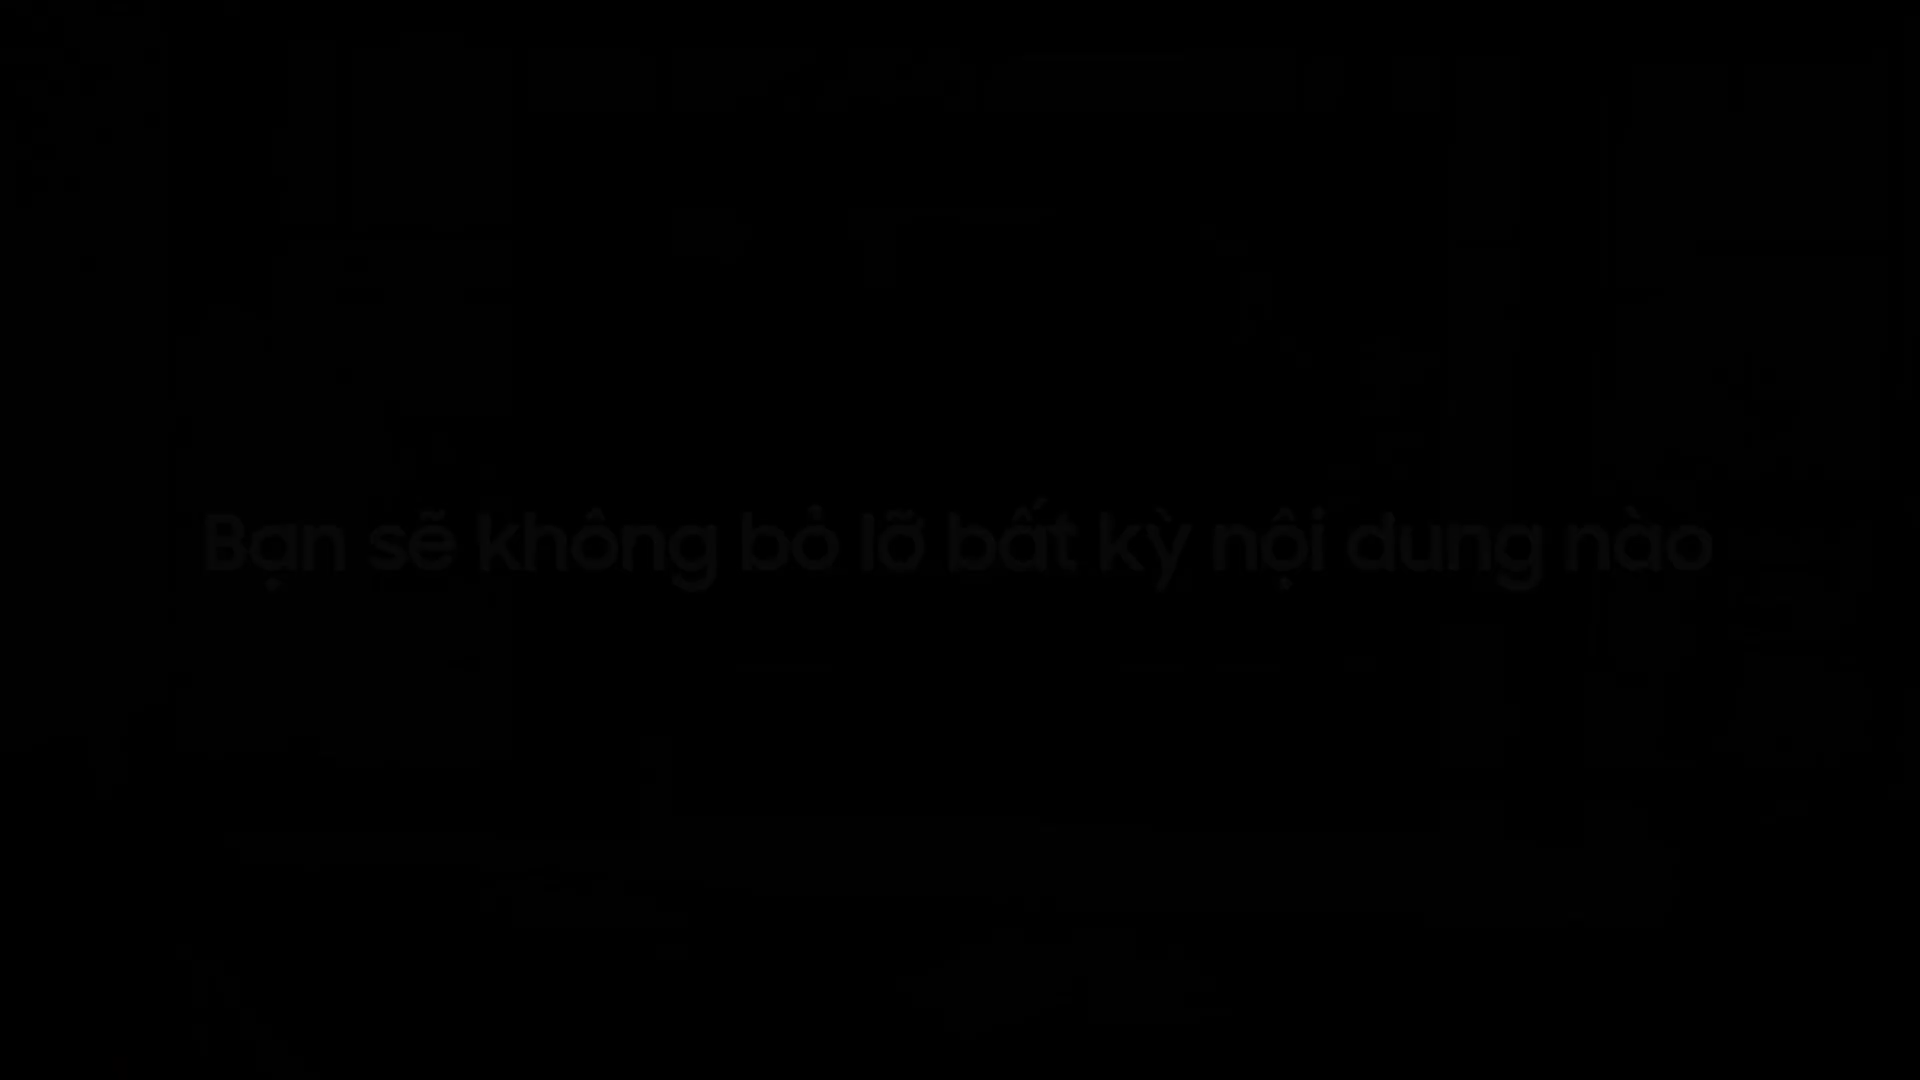 Bạn sẽ không bỏ lỡ bất kỳ nội dung nào